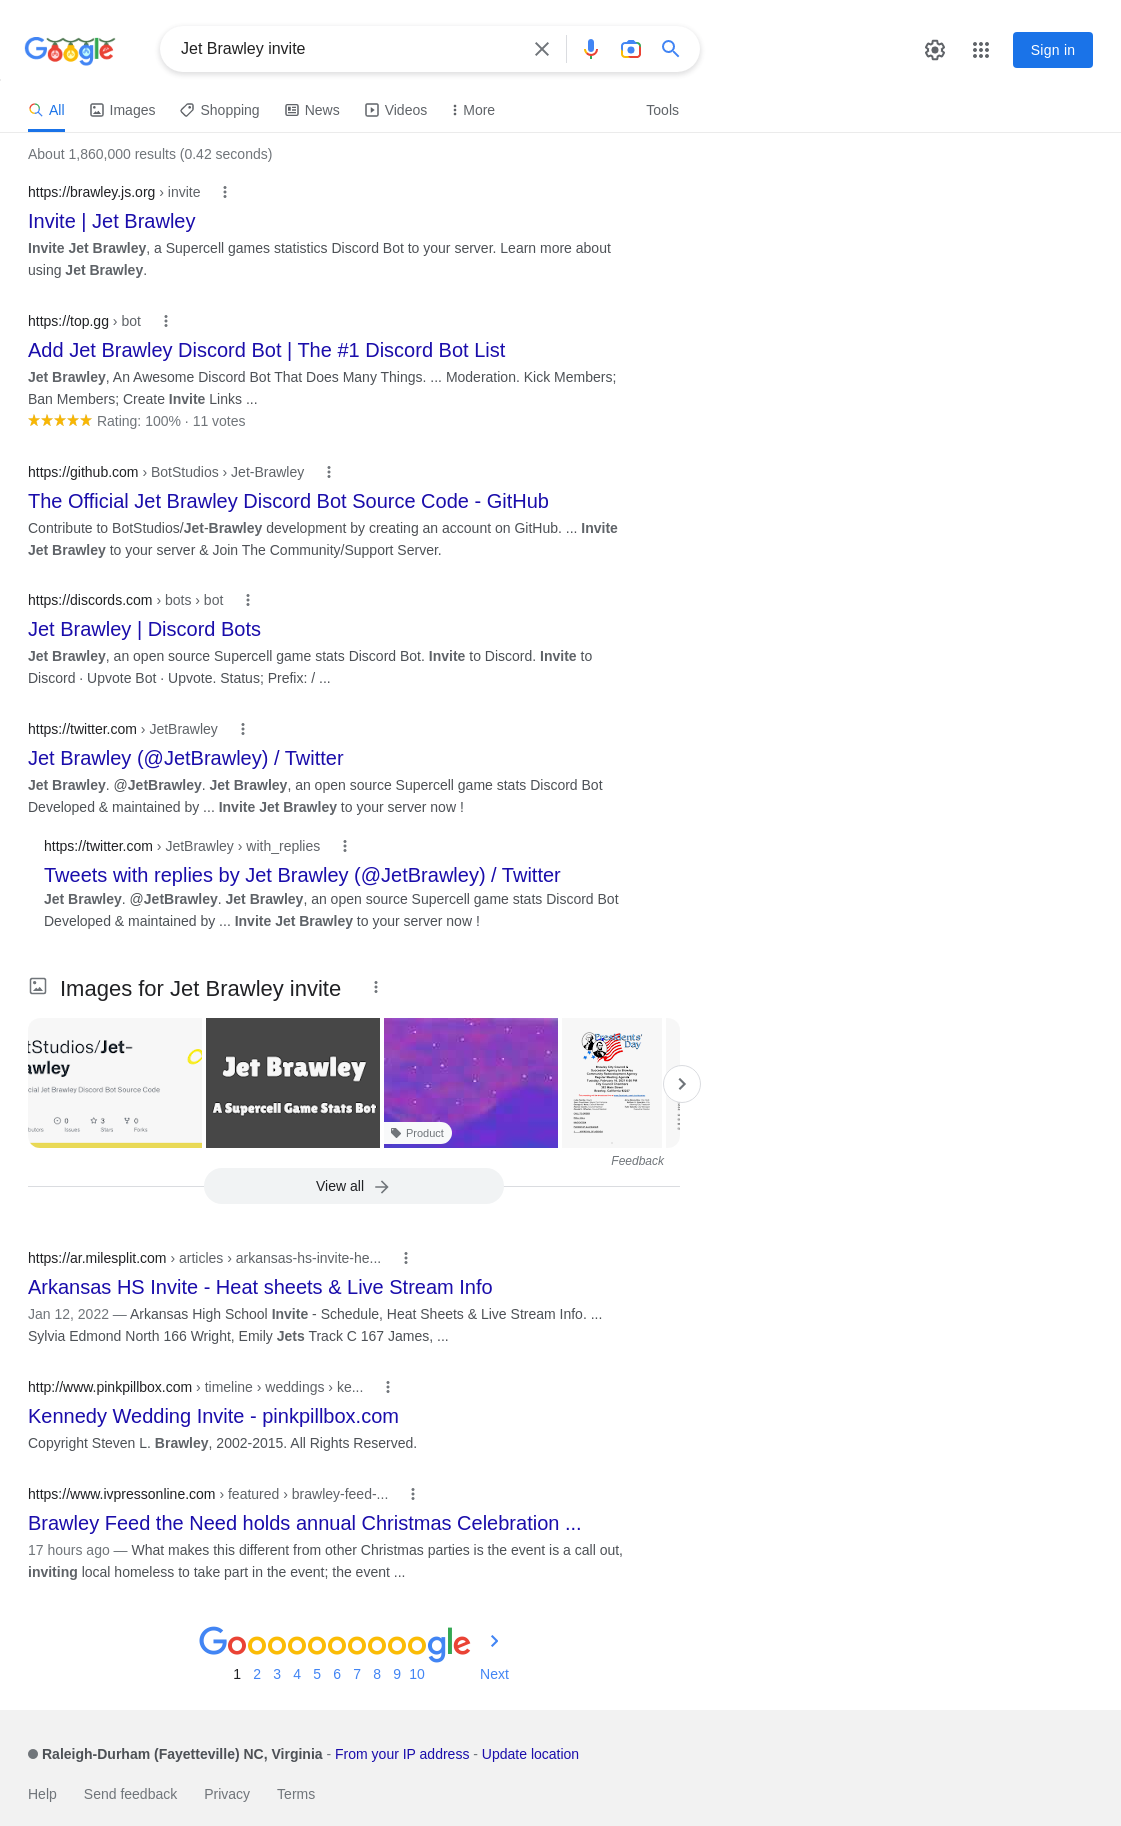 Google
Jet Brawley invite
Sign in
All
Images
Shopping
News
Videos
More
Tools
About 1,860,000 results (0.42 seconds)
https://brawley.js.org › invite
Invite | Jet Brawley
Invite Jet Brawley, a Supercell games statistics Discord Bot to your server. Learn more about
using Jet Brawley.
https://top.gg › bot
Add Jet Brawley Discord Bot | The #1 Discord Bot List
Jet Brawley, An Awesome Discord Bot That Does Many Things. ... Moderation. Kick Members;
Ban Members; Create Invite Links ...
Rating: 100% · 11 votes
https://github.com › BotStudios › Jet-Brawley
The Official Jet Brawley Discord Bot Source Code - GitHub
Contribute to BotStudios/Jet-Brawley development by creating an account on GitHub. ... Invite
Jet Brawley to your server & Join The Community/Support Server.
https://discords.com › bots › bot
Jet Brawley | Discord Bots
Jet Brawley, an open source Supercell game stats Discord Bot. Invite to Discord. Invite to
Discord · Upvote Bot · Upvote. Status; Prefix: / ...
https://twitter.com › JetBrawley
Jet Brawley (@JetBrawley) / Twitter
Jet Brawley. @JetBrawley. Jet Brawley, an open source Supercell game stats Discord Bot
Developed & maintained by ... Invite Jet Brawley to your server now !
https://twitter.com › JetBrawley › with_replies
Tweets with replies by Jet Brawley (@JetBrawley) / Twitter
Jet Brawley. @JetBrawley. Jet Brawley, an open source Supercell game stats Discord Bot
Developed & maintained by ... Invite Jet Brawley to your server now !
Images for Jet Brawley invite
tStudios/Jet-
awley
cial Jet Brawley Discord Bot Source Code
0 0 3 0
Issues Stars Forks
Jet Brawley
A Supercell Game Stats Bot
Product
Presidents'
Day
Feedback
View all
https://ar.milesplit.com › articles › arkansas-hs-invite-he...
Arkansas HS Invite - Heat sheets & Live Stream Info
Jan 12, 2022 — Arkansas High School Invite - Schedule, Heat Sheets & Live Stream Info. ...
Sylvia Edmond North 166 Wright, Emily Jets Track C 167 James, ...
http://www.pinkpillbox.com › timeline › weddings › ke...
Kennedy Wedding Invite - pinkpillbox.com
Copyright Steven L. Brawley, 2002-2015. All Rights Reserved.
https://www.ivpressonline.com › featured › brawley-feed-...
Brawley Feed the Need holds annual Christmas Celebration ...
17 hours ago — What makes this different from other Christmas parties is the event is a call out,
inviting local homeless to take part in the event; the event ...
Goooooooooogle
1 2 3 4 5 6 7 8 9 10 Next
Raleigh-Durham (Fayetteville) NC, Virginia - From your IP address - Update location
Help Send feedback Privacy Terms